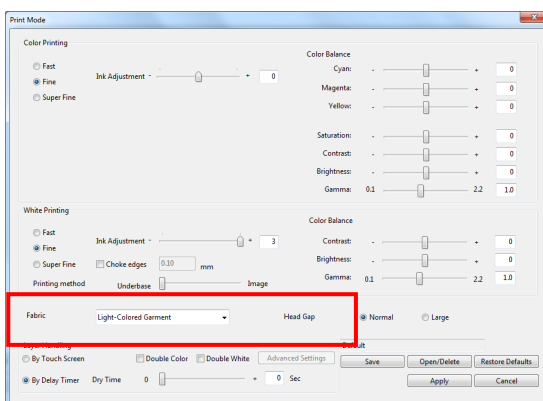 Print Mode
Color Printing
Color Balance
Fast
Fine
Super Fine
Ink Adjustment - + 0
Cyan: - + 0
Magenta: - + 0
Yellow: - + 0
Saturation: - + 0
Contrast: - + 0
Brightness: - + 0
Gamma: 0.1 2.2 1.0
White Printing
Color Balance
Fast
Fine
Super Fine
Ink Adjustment - + 3
Choke edges 0.10 mm
Printing method Underbase Image
Contrast: - + 0
Brightness: - + 0
Gamma: 0.1 2.2 1.0
Fabric Light-Colored Garment Head Gap Normal Large
Layer Handling
By Touch Screen Double Color Double White Advanced Settings
By Delay Timer Dry Time 0 + 0 Sec
Save Open/Delete Restore Defaults
Apply Cancel